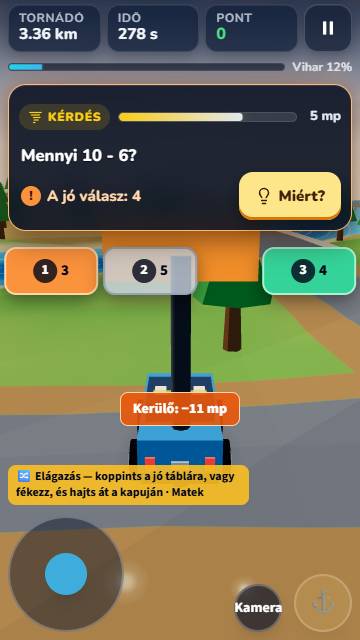 TORNÁDÓ
3.36 km
IDŐ
278 s
PONT
0
Vihar 12%
KÉRDÉS
5 mp
Mennyi 10 - 6?
! A jó válasz: 4
Miért?
1 3
2 5
3 4
Kerülő: −11 mp
Elágazás — koppints a jó táblára, vagy
fékezz, és hajts át a kapuján · Matek
Kamera